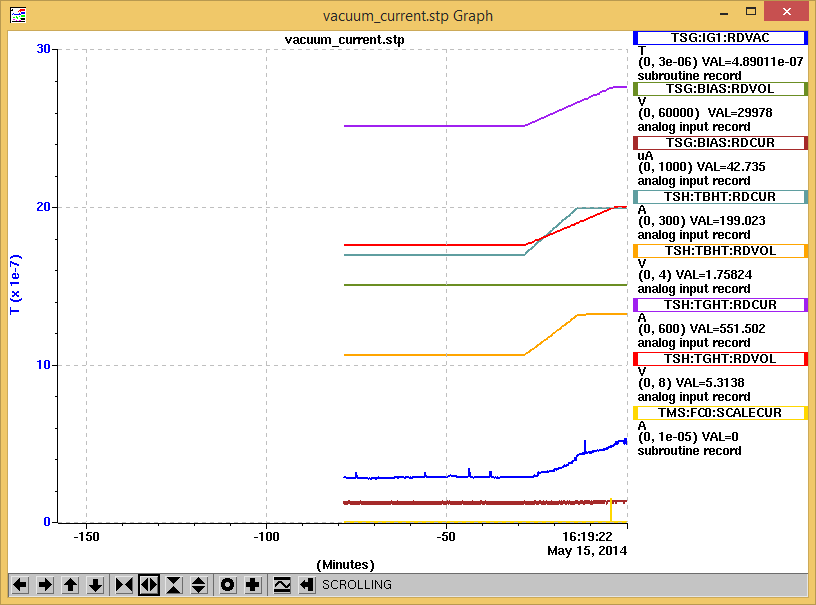 vacuum_current.stp Graph
vacuum_current.stp
30
20
10
0
T (x 1e-7)
-150
-100
-50
16:19:22
May 15, 2014
(Minutes)
TSG:IG1:RDVAC
T
(0, 3e-06) VAL=4.89011e-07
subroutine record
TSG:BIAS:RDVOL
V
(0, 60000) VAL=29978
analog input record
TSG:BIAS:RDCUR
uA
(0, 1000) VAL=42.735
analog input record
TSH:TBHT:RDCUR
A
(0, 300) VAL=199.023
analog input record
TSH:TBHT:RDVOL
V
(0, 4) VAL=1.75824
analog input record
TSH:TGHT:RDCUR
A
(0, 600) VAL=551.502
analog input record
TSH:TGHT:RDVOL
V
(0, 8) VAL=5.3138
analog input record
TMS:FC0:SCALECUR
A
(0, 1e-05) VAL=0
subroutine record
SCROLLING